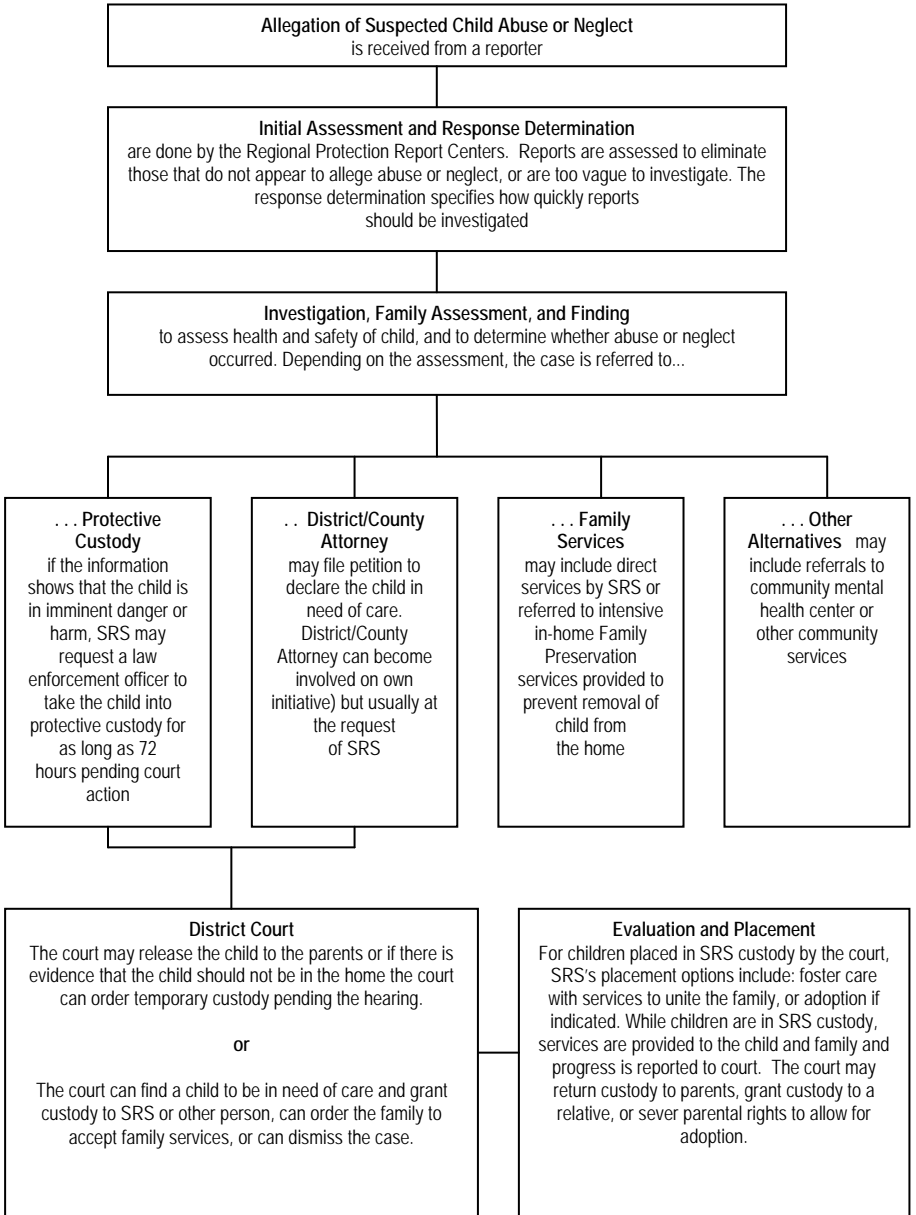 Allegation of Suspected Child Abuse or Neglect
is received from a reporter
Initial Assessment and Response Determination
are done by the Regional Protection Report Centers. Reports are assessed to eliminate
those that do not appear to allege abuse or neglect, or are too vague to investigate. The
response determination specifies how quickly reports
should be investigated
Investigation, Family Assessment, and Finding
to assess health and safety of child, and to determine whether abuse or neglect
occurred. Depending on the assessment, the case is referred to...
. . . Protective
Custody
if the information
shows that the child is
in imminent danger or
harm, SRS may
request a law
enforcement officer to
take the child into
protective custody for
as long as 72
hours pending court
action
. . District/County
Attorney
may file petition to
declare the child in
need of care.
District/County
Attorney can become
involved on own
initiative) but usually at
the request
of SRS
. . . Family
Services
may include direct
services by SRS or
referred to intensive
in-home Family
Preservation
services provided to
prevent removal of
child from
the home
. . . Other
Alternatives may
include referrals to
community mental
health center or
other community
services
District Court
The court may release the child to the parents or if there is
evidence that the child should not be in the home the court
can order temporary custody pending the hearing.
or
The court can find a child to be in need of care and grant
custody to SRS or other person, can order the family to
accept family services, or can dismiss the case.
Evaluation and Placement
For children placed in SRS custody by the court,
SRS's placement options include: foster care
with services to unite the family, or adoption if
indicated. While children are in SRS custody,
services are provided to the child and family and
progress is reported to court. The court may
return custody to parents, grant custody to a
relative, or sever parental rights to allow for
adoption.